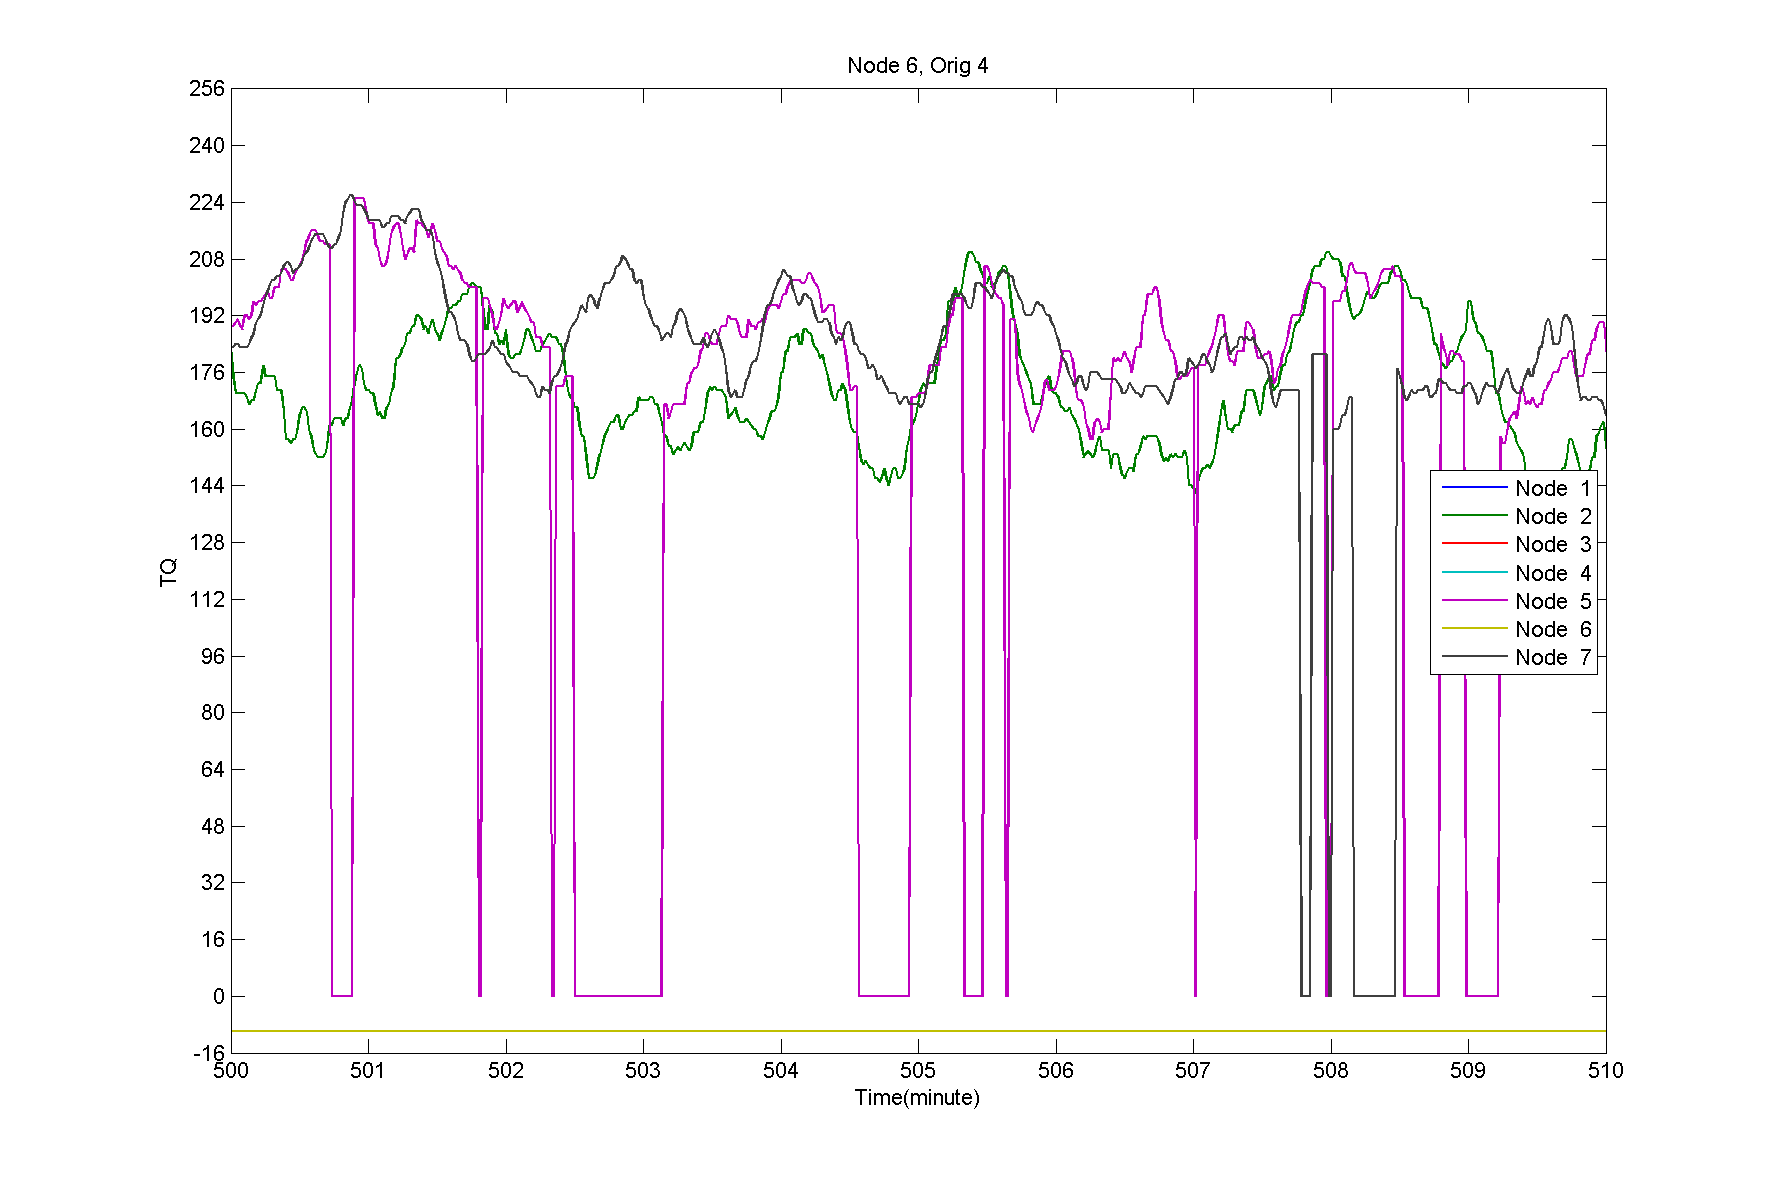 Node 6, Orig 4
256
240
224
208
192
176
160
144
128
112
96
80
64
48
32
16
0
-16
TQ
500 501 502 503 504 505 506 507 508 509 510
Time(minute)
Node 1
Node 2
Node 3
Node 4
Node 5
Node 6
Node 7